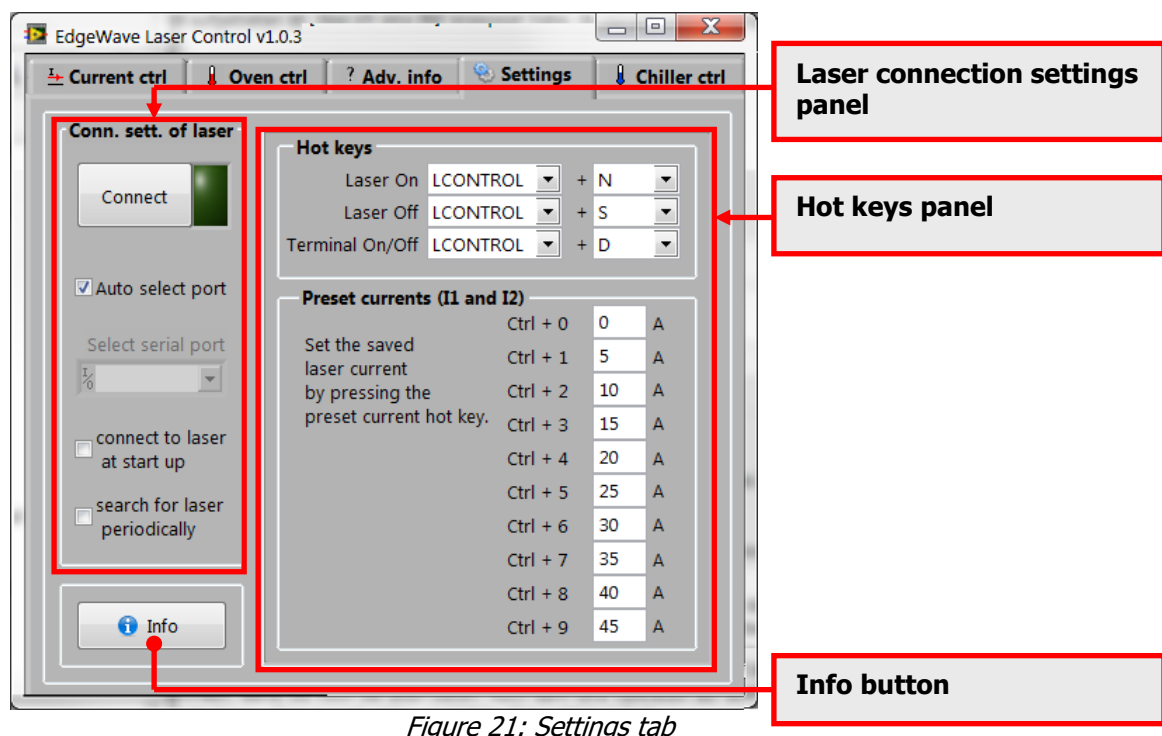 EdgeWave Laser Control v1.0.3
Current ctrl
Oven ctrl
? Adv. info
Settings
Chiller ctrl
Conn. sett. of laser
Connect
Auto select port
Select serial port
I/O
connect to laser
at start up
search for laser
periodically
Info
Hot keys
Laser On LCONTROL + N
Laser Off LCONTROL + S
Terminal On/Off LCONTROL + D
Preset currents (I1 and I2)
Set the saved
laser current
by pressing the
preset current hot key.
Ctrl + 0 0 A
Ctrl + 1 5 A
Ctrl + 2 10 A
Ctrl + 3 15 A
Ctrl + 4 20 A
Ctrl + 5 25 A
Ctrl + 6 30 A
Ctrl + 7 35 A
Ctrl + 8 40 A
Ctrl + 9 45 A
Laser connection settings
panel
Hot keys panel
Info button
Figure 21: Settings tab